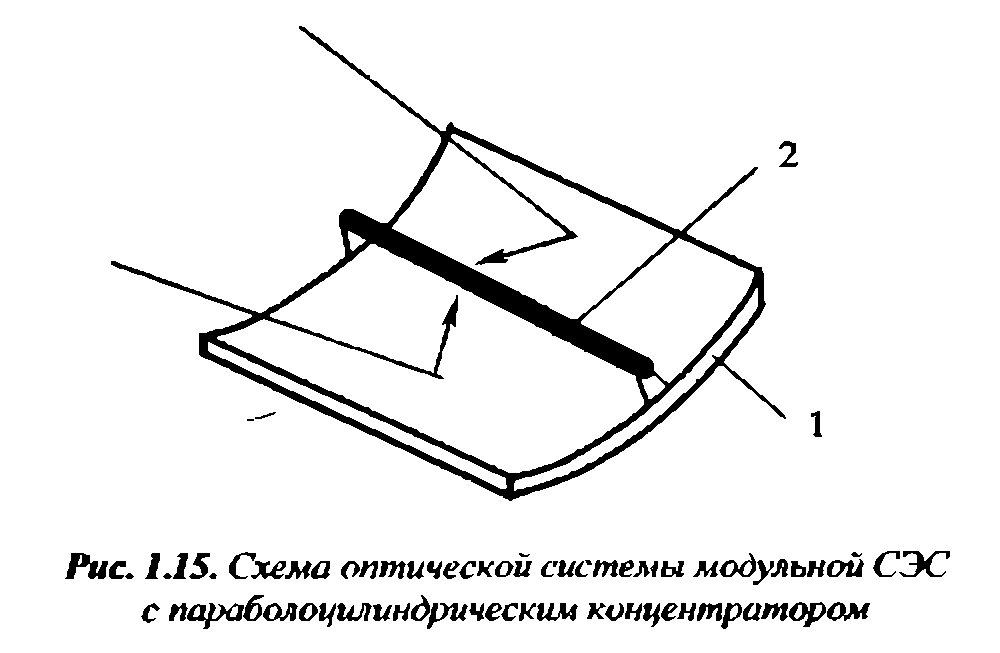 2
1
Рис. 1.15. Схема оптической системы модульной СЭС
с параболоцилиндрическим концентратором